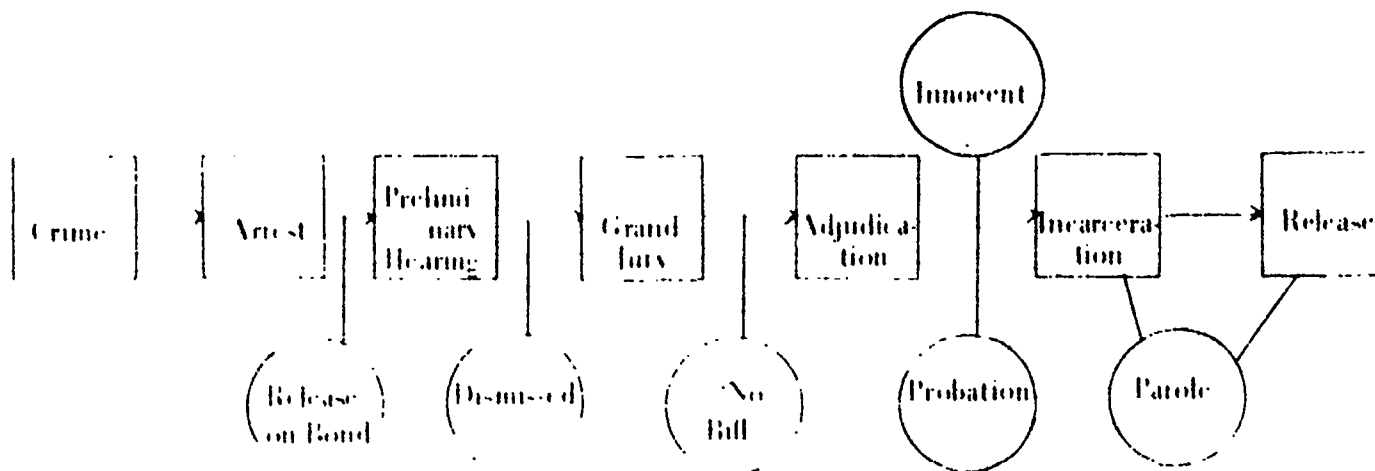 Innocent
Crime
Arrest
Prelimi
nary
Hearing
Grand
Jury
Adjudica-
tion
Incarcera-
tion
Release
Release
on Bond
Dismissed
No
Bill
Probation
Parole